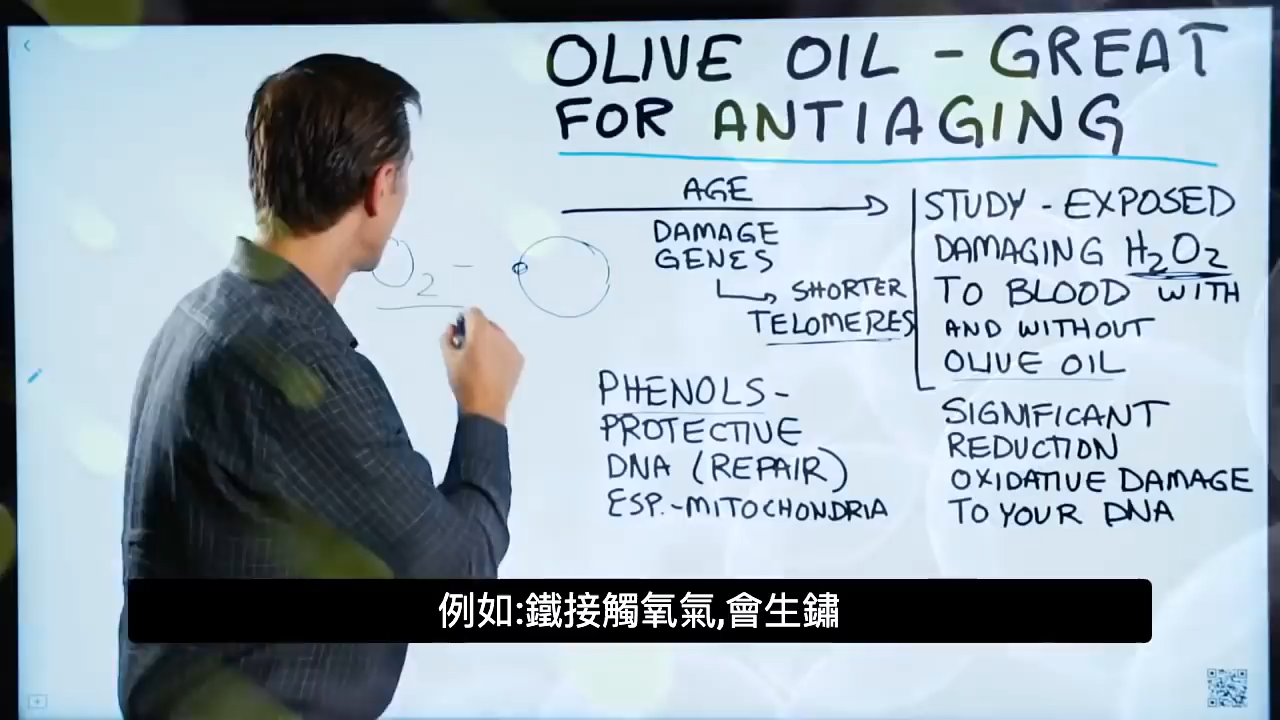 OLIVE OIL - GREAT
FOR ANTIAGING
AGE
DAMAGE
GENES
SHORTER
TELOMERES
O2 -
PHENOLS-
PROTECTIVE
DNA (REPAIR)
ESP.-MITOCHONDRIA
STUDY - EXPOSED
DAMAGING H2O2
TO BLOOD WITH
AND WITHOUT
OLIVE OIL
SIGNIFICANT
REDUCTION
OXIDATIVE DAMAGE
TO YOUR DNA
例如:鐵接觸氧氣,會生鏽